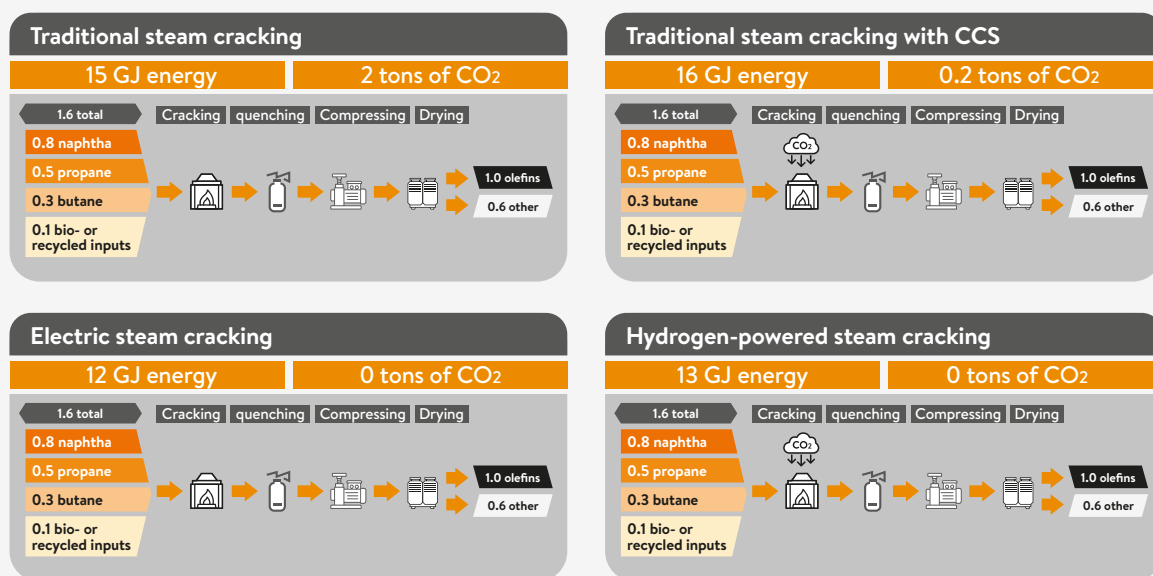 Traditional steam cracking
15 GJ energy
2 tons of CO2
1.6 total
Cracking
quenching
Compressing
Drying
0.8 naphtha
0.5 propane
0.3 butane
0.1 bio- or
recycled inputs
1.0 olefins
0.6 other
Traditional steam cracking with CCS
16 GJ energy
0.2 tons of CO2
1.6 total
Cracking
quenching
Compressing
Drying
CO2
0.8 naphtha
0.5 propane
0.3 butane
0.1 bio- or
recycled inputs
1.0 olefins
0.6 other
Electric steam cracking
12 GJ energy
0 tons of CO2
1.6 total
Cracking
quenching
Compressing
Drying
0.8 naphtha
0.5 propane
0.3 butane
0.1 bio- or
recycled inputs
1.0 olefins
0.6 other
Hydrogen-powered steam cracking
13 GJ energy
0 tons of CO2
1.6 total
Cracking
quenching
Compressing
Drying
CO2
0.8 naphtha
0.5 propane
0.3 butane
0.1 bio- or
recycled inputs
1.0 olefins
0.6 other